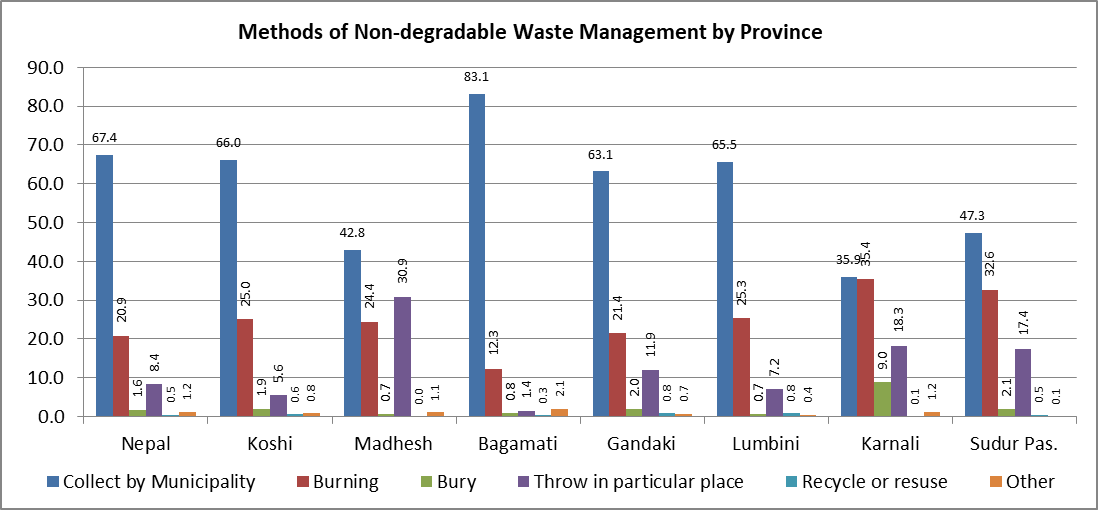 Methods of Non-degradable Waste Management by Province
90.0
80.0
70.0
60.0
50.0
40.0
30.0
20.0
10.0
0.0
67.4 20.9 1.6 8.4 0.5 1.2
66.0 25.0 1.9 5.6 0.6 0.8
42.8 24.4 0.7 30.9 0.0 1.1
83.1 12.3 0.8 1.4 0.3 2.1
63.1 21.4 2.0 11.9 0.8 0.7
65.5 25.3 0.7 7.2 0.8 0.4
35.9 35.4 9.0 18.3 0.1 1.2
47.3 32.6 2.1 17.4 0.5 0.1
Nepal Koshi Madhesh Bagamati Gandaki Lumbini Karnali Sudur Pas.
Collect by Municipality Burning Bury Throw in particular place Recycle or resuse Other